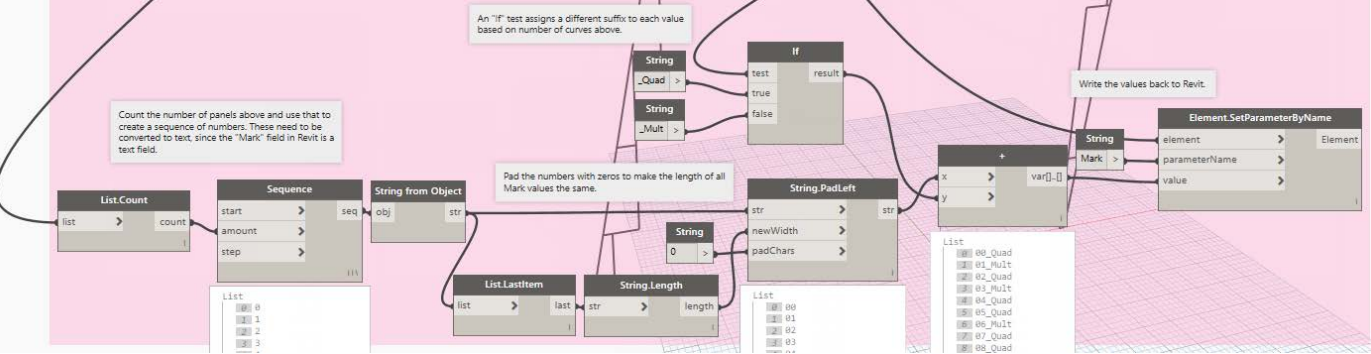 An "If" test assigns a different suffix to each value
based on number of curves above.
String
_Quad >
String
_Mult >
If
test result
true
false
Write the values back to Revit.
Count the number of panels above and use that to
create a sequence of numbers. These need to be
converted to text, since the "Mark" field in Revit is a
text field.
Pad the numbers with zeros to make the length of all
Mark values the same.
List.Count
list > count
Sequence
start > seq
amount >
step >
String from Object
obj str
String
0 >
String.PadLeft
str > str
newWidth >
padChars >
+
x > var[]..[]
y >
String
Mark >
Element.SetParameterByName
element > Element
parameterName >
value >
List.LastItem
list > last
String.Length
str > length
List
0 0
1 1
2 2
3 3
List
0 00
1 01
2 02
3 03
List
0 00_Quad
1 01_Mult
2 02_Quad
3 03_Mult
4 04_Quad
5 05_Quad
6 06_Mult
7 07_Quad
8 08_Quad